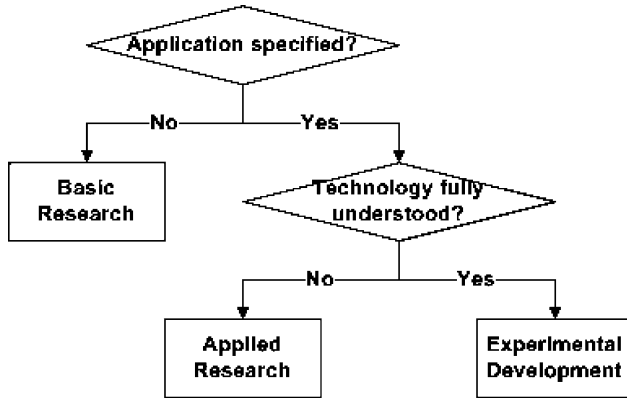 Application specified?
No
Yes
Basic
Research
Technology fully
understood?
No
Yes
Applied
Research
Experimental
Development